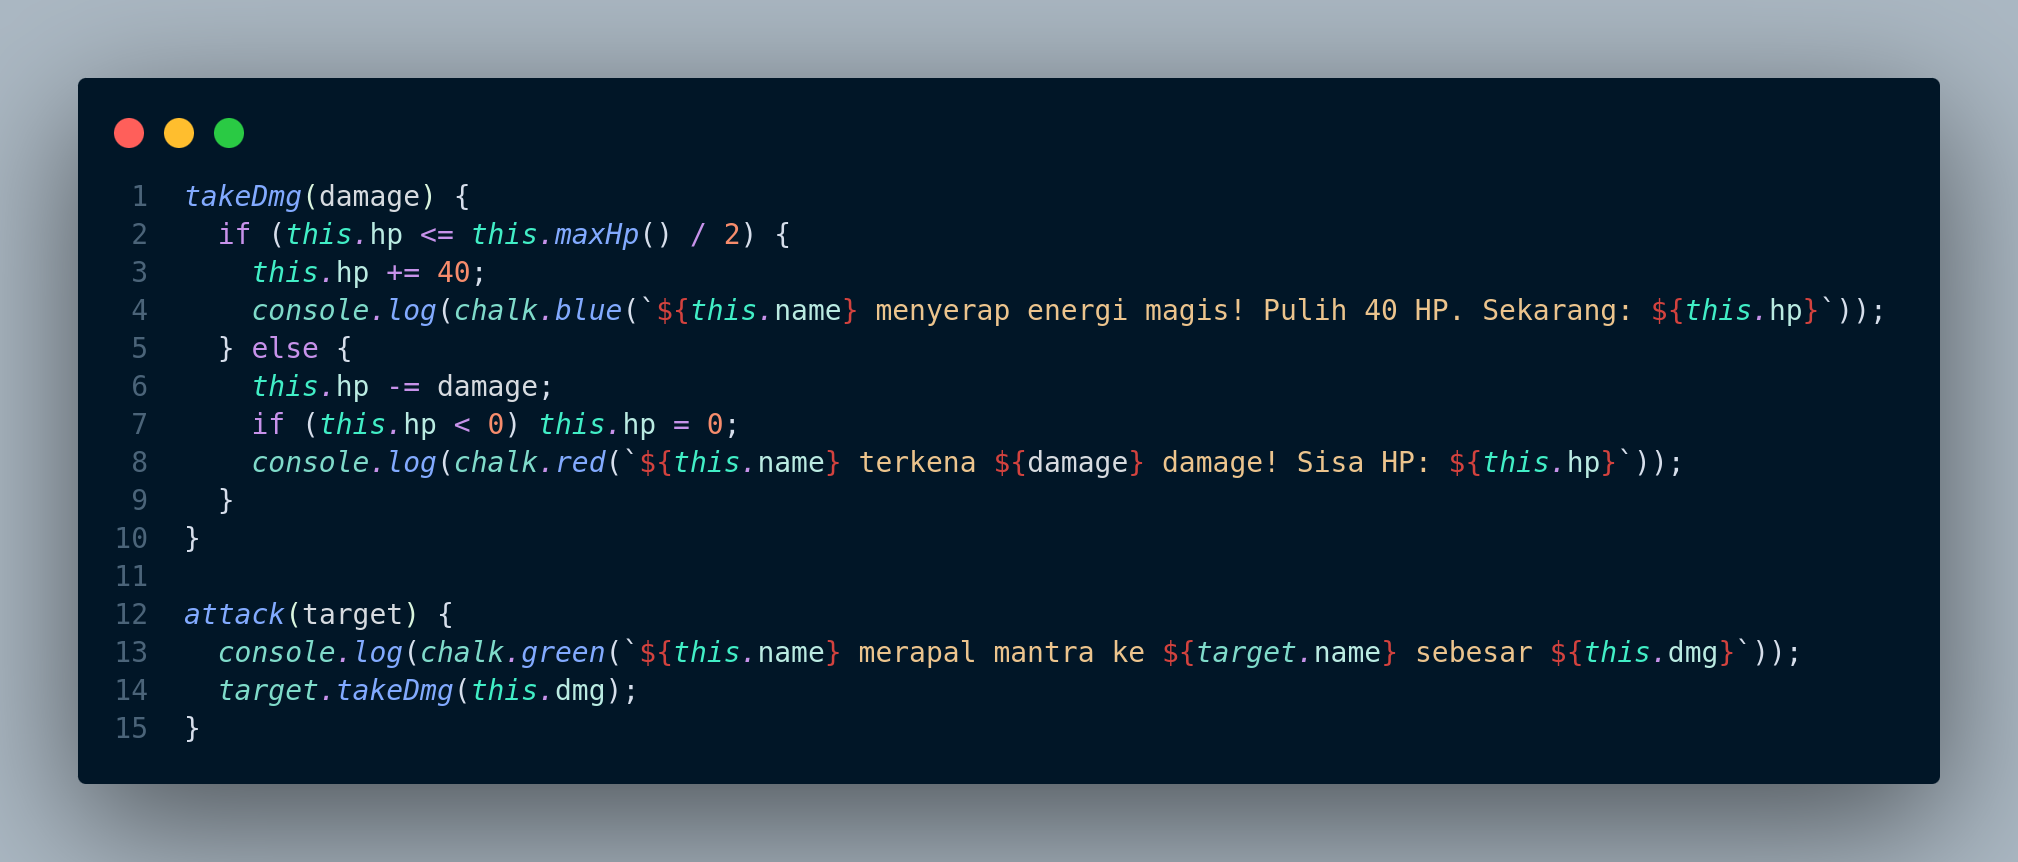 1 takeDmg(damage) {
2   if (this.hp <= this.maxHp() / 2) {
3     this.hp += 40;
4     console.log(chalk.blue(`${this.name} menyerap energi magis! Pulih 40 HP. Sekarang: ${this.hp}`));
5   } else {
6     this.hp -= damage;
7     if (this.hp < 0) this.hp = 0;
8     console.log(chalk.red(`${this.name} terkena ${damage} damage! Sisa HP: ${this.hp}`));
9   }
10 }
11
12 attack(target) {
13   console.log(chalk.green(`${this.name} merapal mantra ke ${target.name} sebesar ${this.dmg}`));
14   target.takeDmg(this.dmg);
15 }